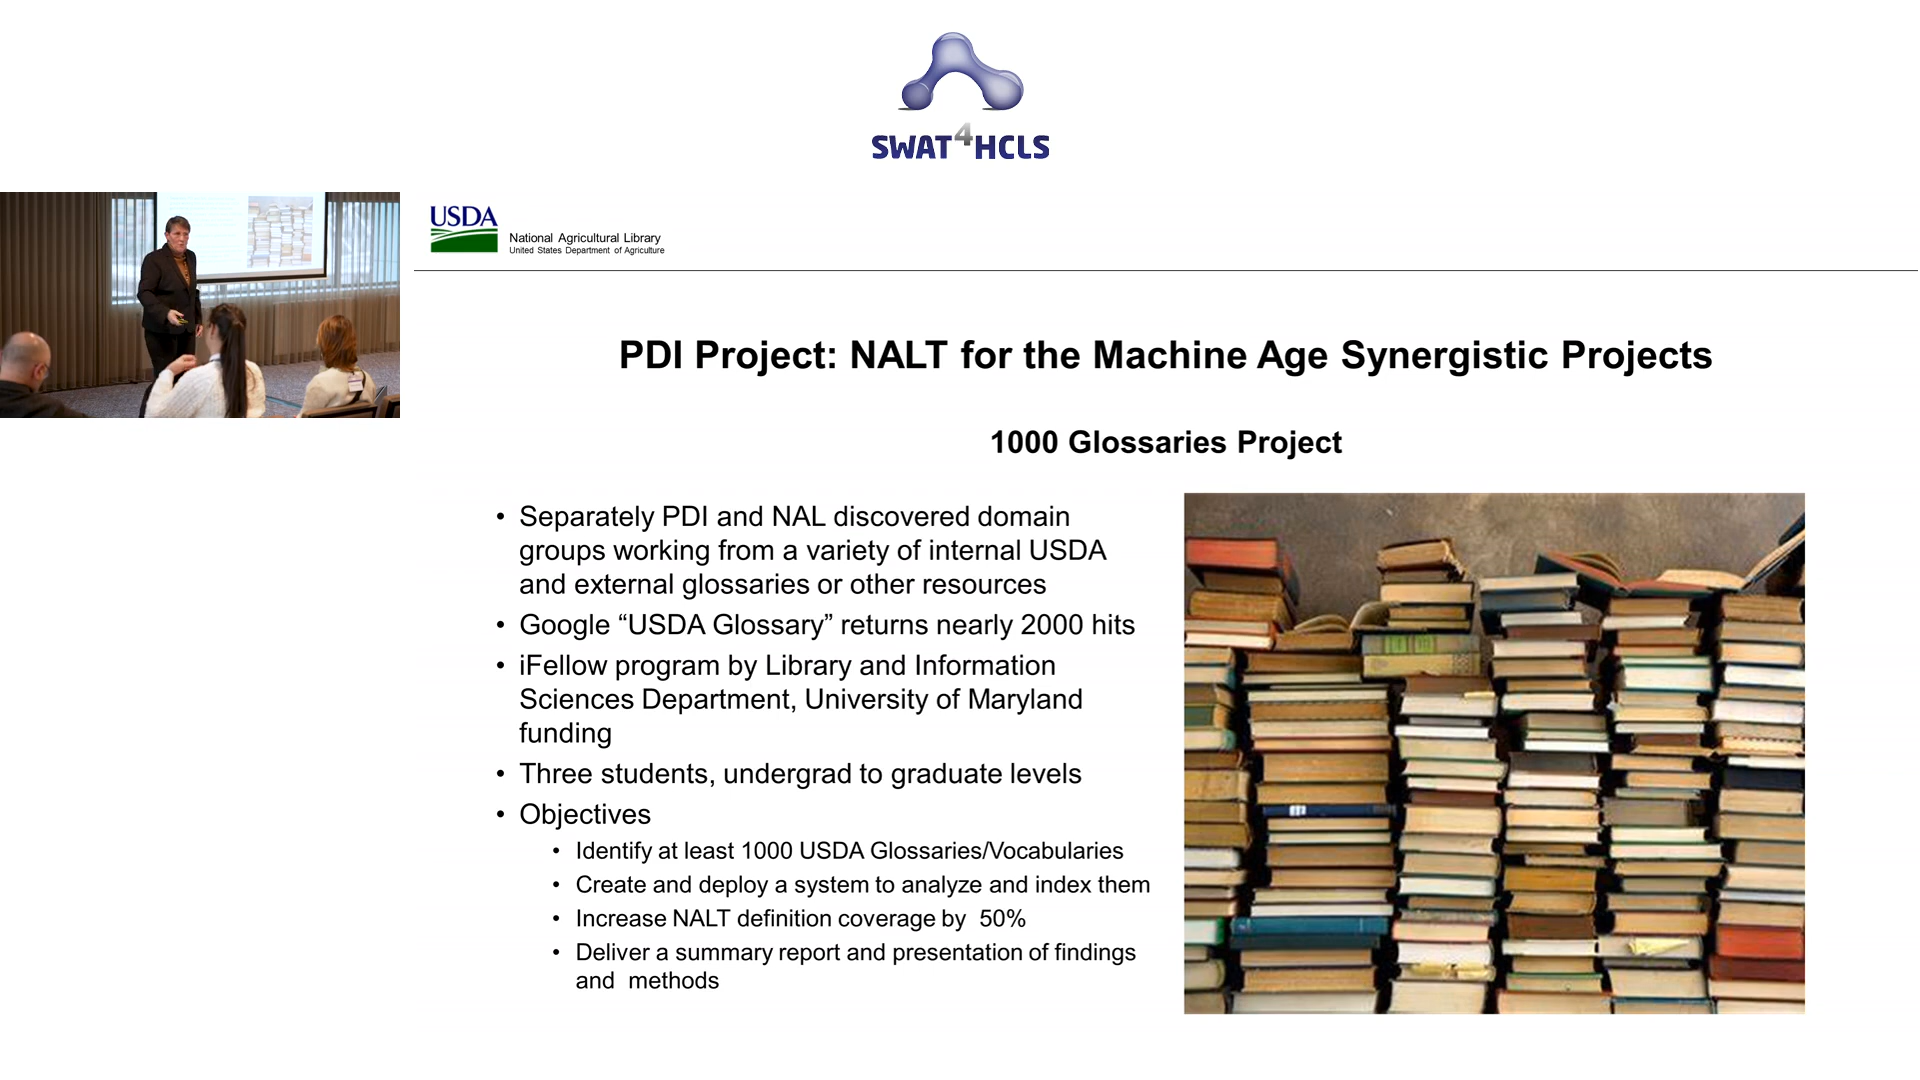 SWAT4HCLS
USDA
National Agricultural Library
United States Department of Agriculture
PDI Project: NALT for the Machine Age Synergistic Projects
1000 Glossaries Project
• Separately PDI and NAL discovered domain
groups working from a variety of internal USDA
and external glossaries or other resources
• Google “USDA Glossary” returns nearly 2000 hits
• iFellow program by Library and Information
Sciences Department, University of Maryland
funding
• Three students, undergrad to graduate levels
• Objectives
• Identify at least 1000 USDA Glossaries/Vocabularies
• Create and deploy a system to analyze and index them
• Increase NALT definition coverage by  50%
• Deliver a summary report and presentation of findings
and  methods